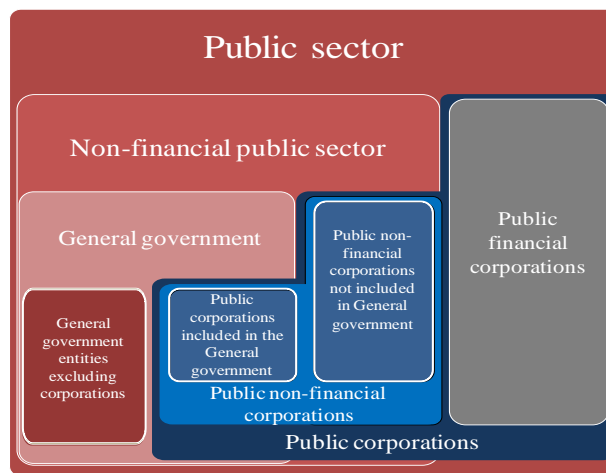 Public sector
Non-financial public sector
General government
General
government
entities
excluding
corporations
Public
corporations
included in the
General
government
Public non-
financial
corporations
not included
in General
government
Public
financial
corporations
Public non-financial
corporations
Public corporations